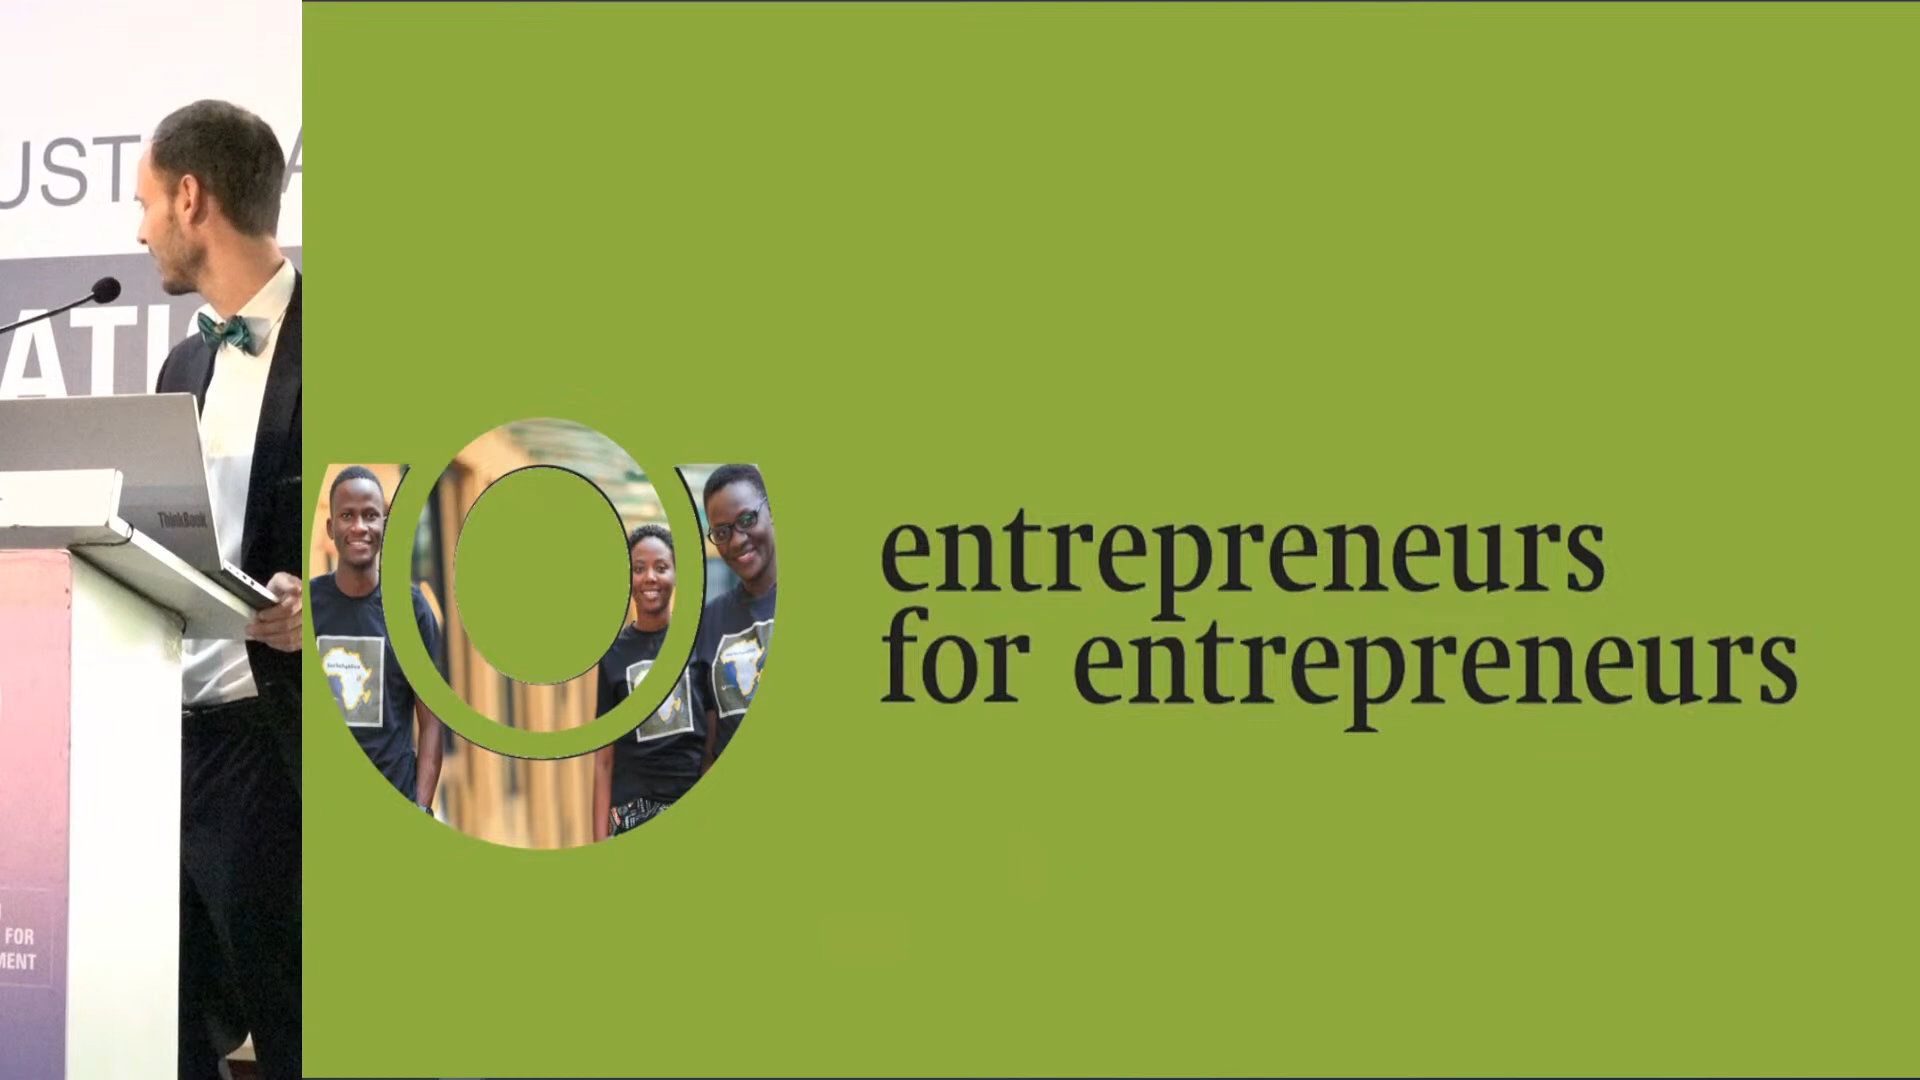 UST
ATI
ThinkBook
FOR
MENT
entrepreneurs
for entrepreneurs